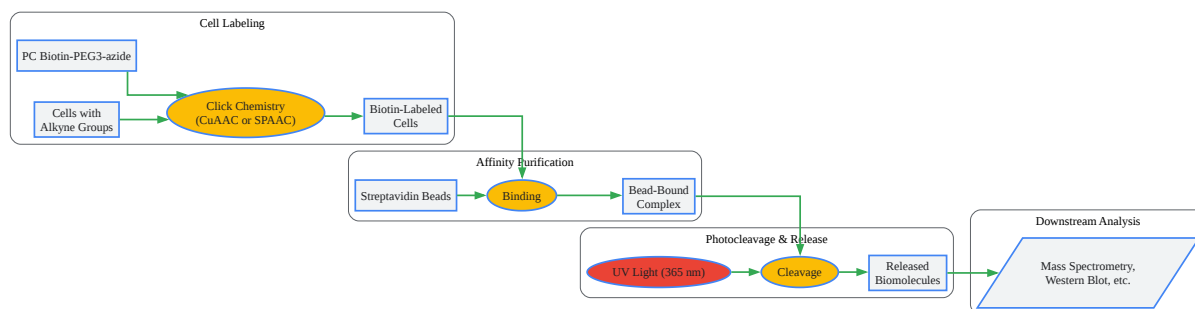 Cell Labeling
PC Biotin-PEG3-azide
Cells with
Alkyne Groups
Click Chemistry
(CuAAC or SPAAC)
Biotin-Labeled
Cells
Affinity Purification
Streptavidin Beads
Binding
Bead-Bound
Complex
Photocleavage & Release
UV Light (365 nm)
Cleavage
Released
Biomolecules
Downstream Analysis
Mass Spectrometry,
Western Blot, etc.